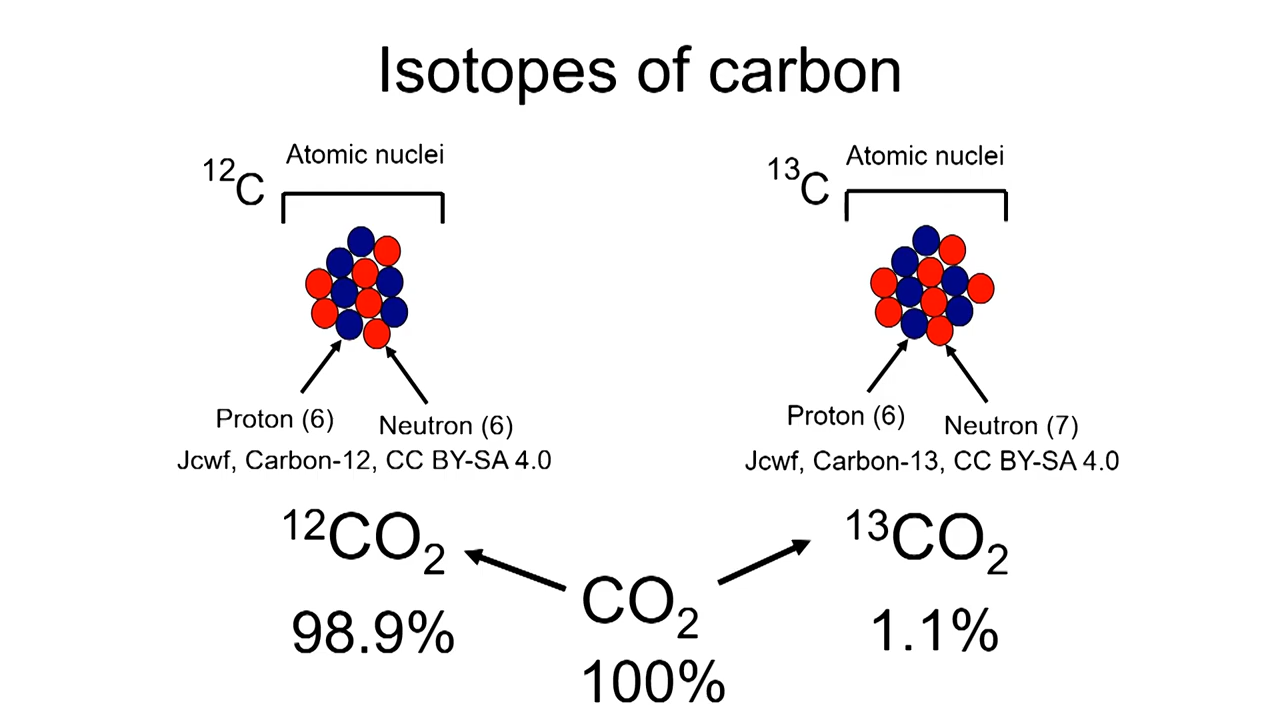 Isotopes of carbon
12C
Atomic nuclei
Proton (6)
Neutron (6)
Jcwf, Carbon-12, CC BY-SA 4.0
13C
Atomic nuclei
Proton (6)
Neutron (7)
Jcwf, Carbon-13, CC BY-SA 4.0
¹²CO₂
98.9%
CO₂
100%
¹³CO₂
1.1%